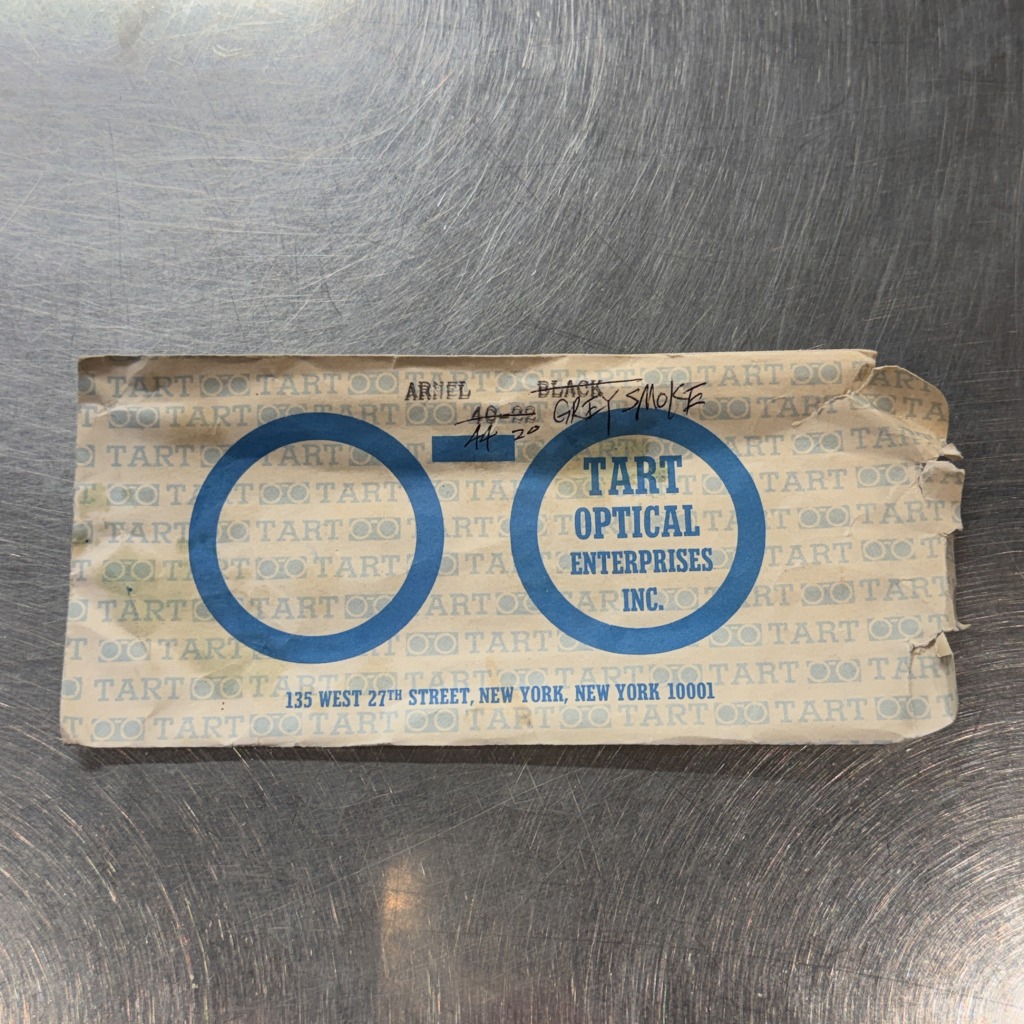 ARNEL BLACK
40-22 GREY SMOKE
44 20
TART
OPTICAL
ENTERPRISES
INC.
135 WEST 27TH STREET, NEW YORK, NEW YORK 10001